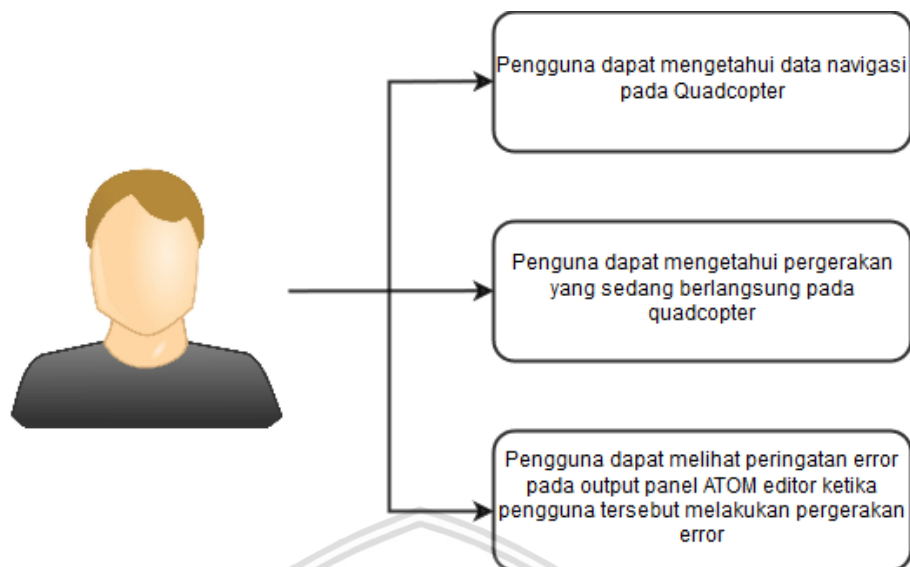 Pengguna dapat mengetahui data navigasi
pada Quadcopter
Penguna dapat mengetahui pergerakan
yang sedang berlangsung pada
quadcopter
Pengguna dapat melihat peringatan error
pada output panel ATOM editor ketika
pengguna tersebut melakukan pergerakan
error